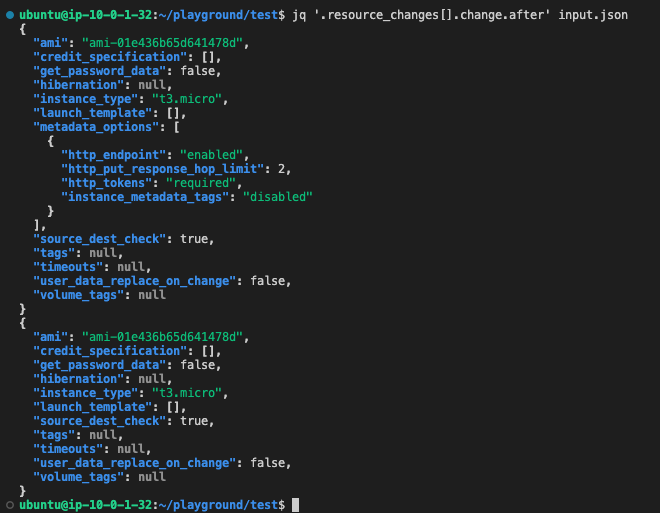 ubuntu@ip-10-0-1-32:~/playground/test$ jq '.resource_changes[].change.after' input.json
{
  "ami": "ami-01e436b65d641478d",
  "credit_specification": [],
  "get_password_data": false,
  "hibernation": null,
  "instance_type": "t3.micro",
  "launch_template": [],
  "metadata_options": [
    {
      "http_endpoint": "enabled",
      "http_put_response_hop_limit": 2,
      "http_tokens": "required",
      "instance_metadata_tags": "disabled"
    }
  ],
  "source_dest_check": true,
  "tags": null,
  "timeouts": null,
  "user_data_replace_on_change": false,
  "volume_tags": null
}
{
  "ami": "ami-01e436b65d641478d",
  "credit_specification": [],
  "get_password_data": false,
  "hibernation": null,
  "instance_type": "t3.micro",
  "launch_template": [],
  "source_dest_check": true,
  "tags": null,
  "timeouts": null,
  "user_data_replace_on_change": false,
  "volume_tags": null
}
ubuntu@ip-10-0-1-32:~/playground/test$